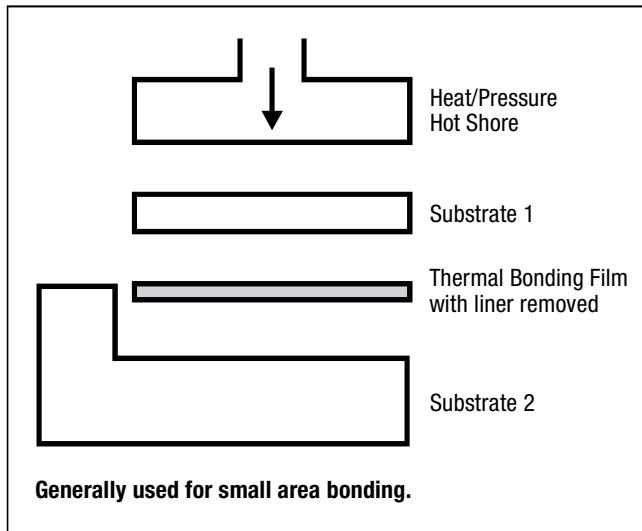 Heat/Pressure
Hot Shore
Substrate 1
Thermal Bonding Film
with liner removed
Substrate 2
Generally used for small area bonding.